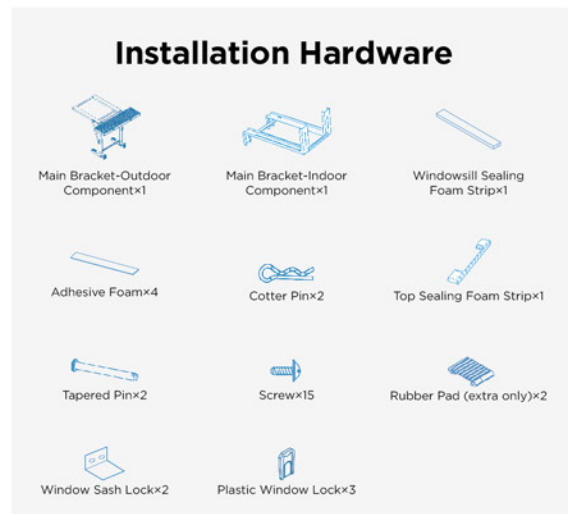 Installation Hardware
Main Bracket-Outdoor
Component×1
Main Bracket-Indoor
Component×1
Windowsill Sealing
Foam Strip×1
Adhesive Foam×4
Cotter Pin×2
Top Sealing Foam Strip×1
Tapered Pin×2
Screw×15
Rubber Pad (extra only)×2
Window Sash Lock×2
Plastic Window Lock×3